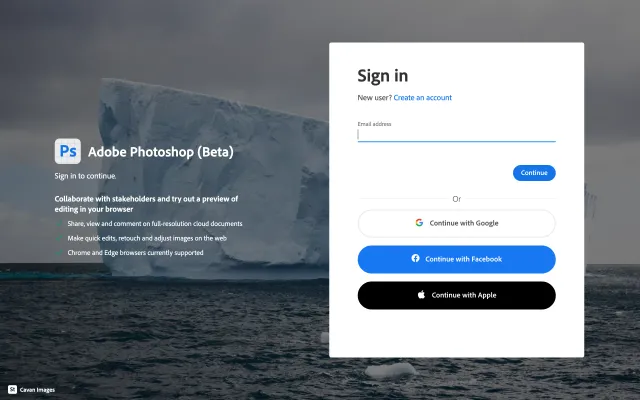 Ps
Adobe Photoshop (Beta)
Sign in to continue.
Collaborate with stakeholders and try out a preview of
editing in your browser
Share, view and comment on full-resolution cloud documents
Make quick edits, retouch and adjust images on the web
Chrome and Edge browsers currently supported
St Cavan Images
Sign in
New user? Create an account
Email address
Continue
Or
Continue with Google
Continue with Facebook
Continue with Apple